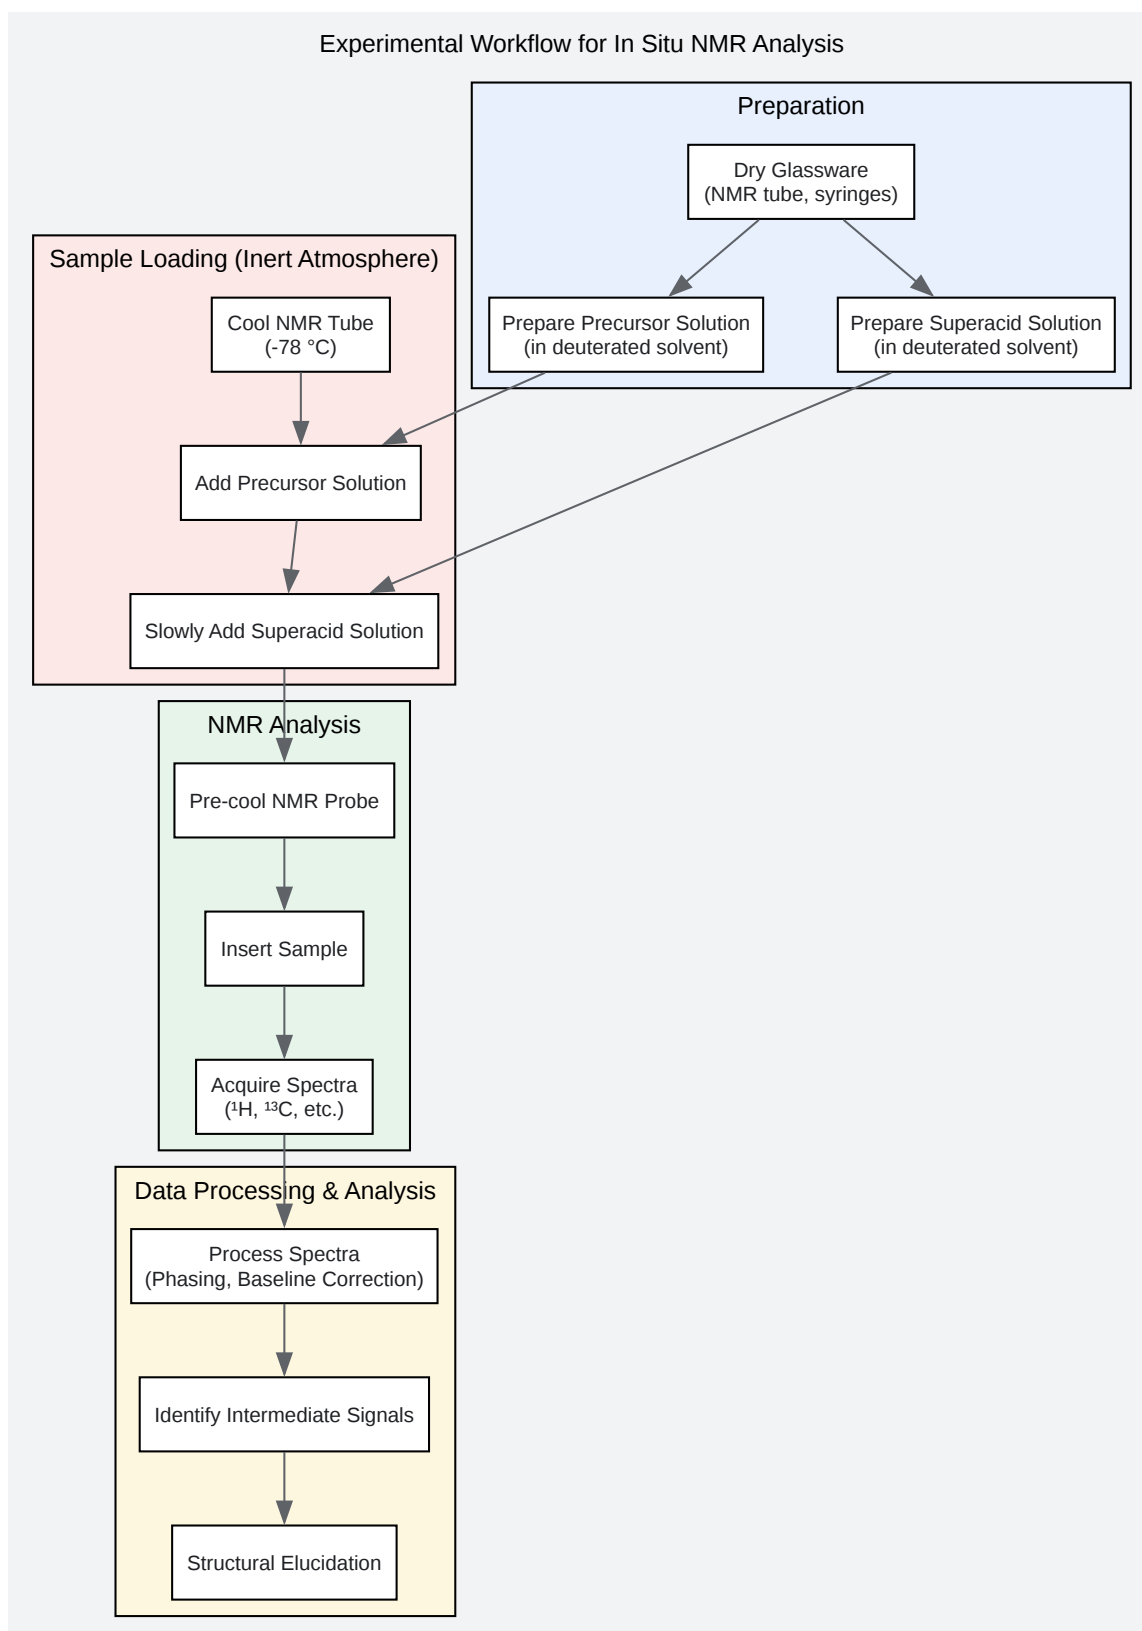 Experimental Workflow for In Situ NMR Analysis
Preparation
Dry Glassware
(NMR tube, syringes)
Prepare Precursor Solution
(in deuterated solvent)
Prepare Superacid Solution
(in deuterated solvent)
Sample Loading (Inert Atmosphere)
Cool NMR Tube
(-78 °C)
Add Precursor Solution
Slowly Add Superacid Solution
NMR Analysis
Pre-cool NMR Probe
Insert Sample
Acquire Spectra
(¹H, ¹³C, etc.)
Data Processing & Analysis
Process Spectra
(Phasing, Baseline Correction)
Identify Intermediate Signals
Structural Elucidation